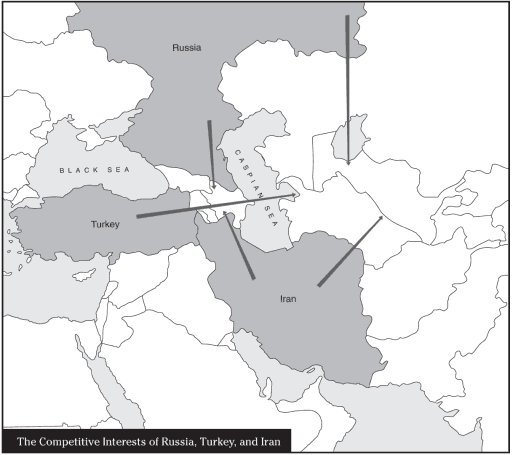 Russia
BLACK SEA
CASPIAN SEA
Turkey
Iran
The Competitive Interests of Russia, Turkey, and Iran